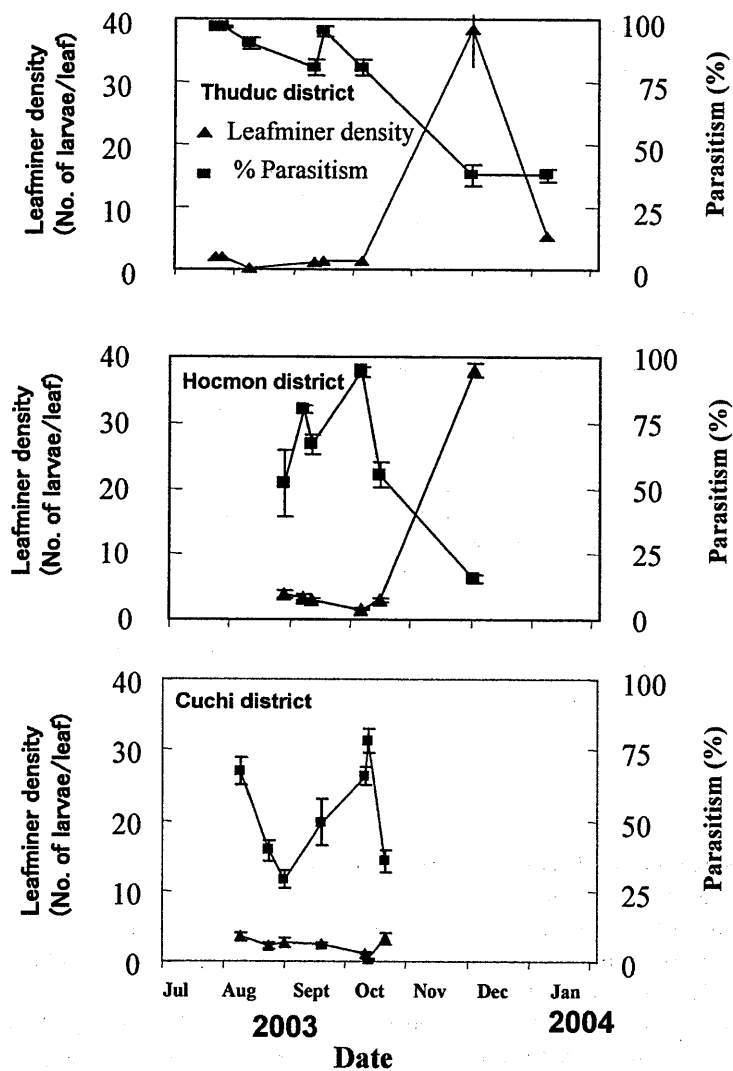 40
30
20
10
0
Leafminer density
(No. of larvae/leaf)
Thuduc district
Leafminer density
% Parasitism
100
75
50
25
0
Parasitism (%)
40
30
20
10
0
Leafminer density
(No. of larvae/leaf)
Hocmon district
100
75
50
25
0
Parasitism (%)
40
30
20
10
0
Leafminer density
(No. of larvae/leaf)
Cuchi district
100
75
50
25
0
Parasitism (%)
Jul Aug Sept Oct Nov Dec Jan
2003 2004
Date